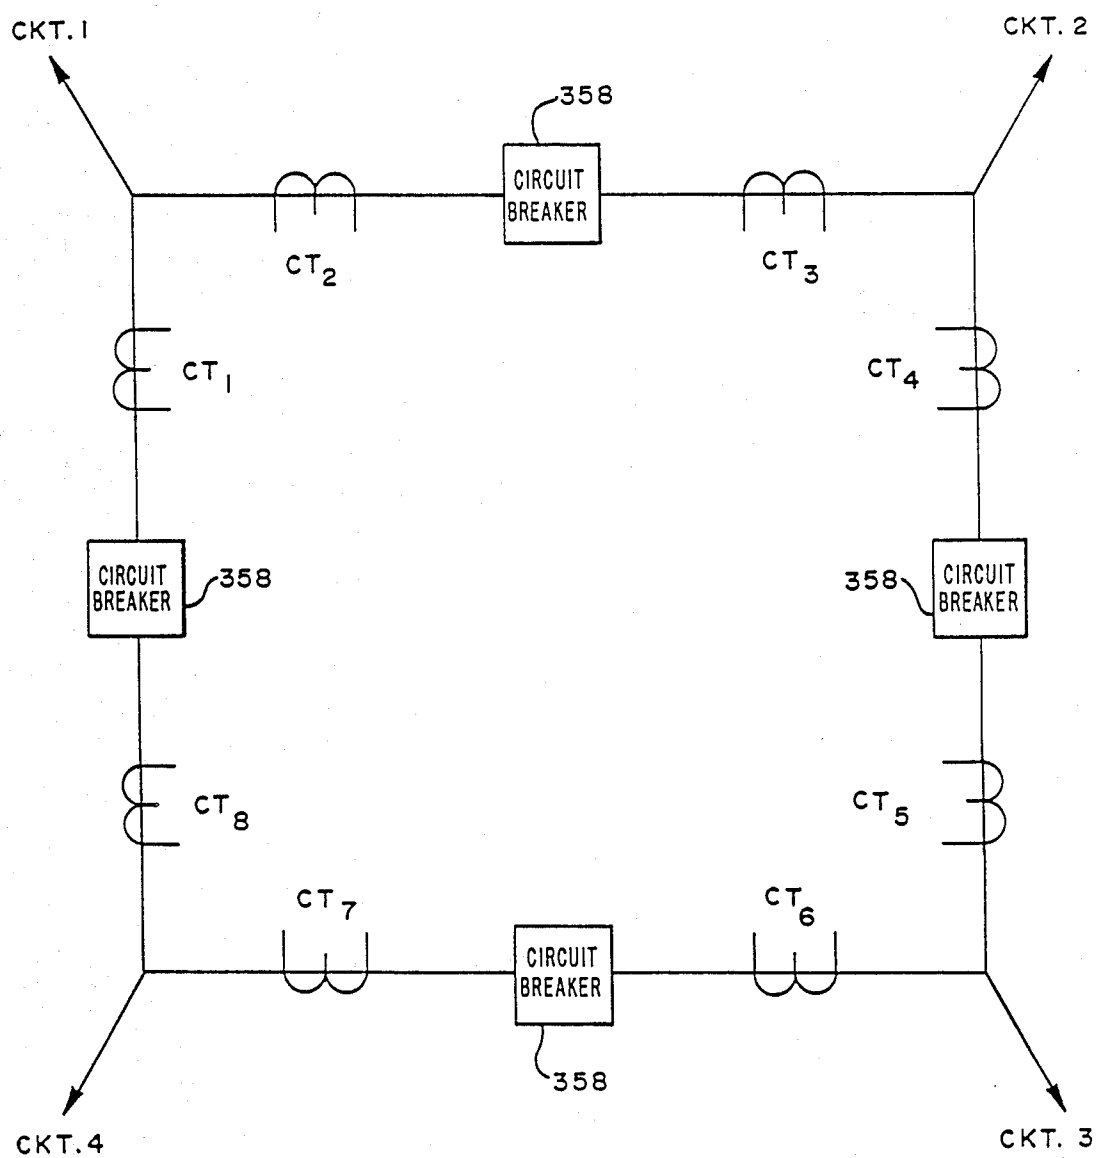 CKT. 1
CKT. 2
358
CIRCUIT
BREAKER
CT2
CT3
CT1
CT4
CIRCUIT
BREAKER
358
358
CIRCUIT
BREAKER
CT8
CT5
CT7
CT6
CIRCUIT
BREAKER
358
CKT. 4
CKT. 3